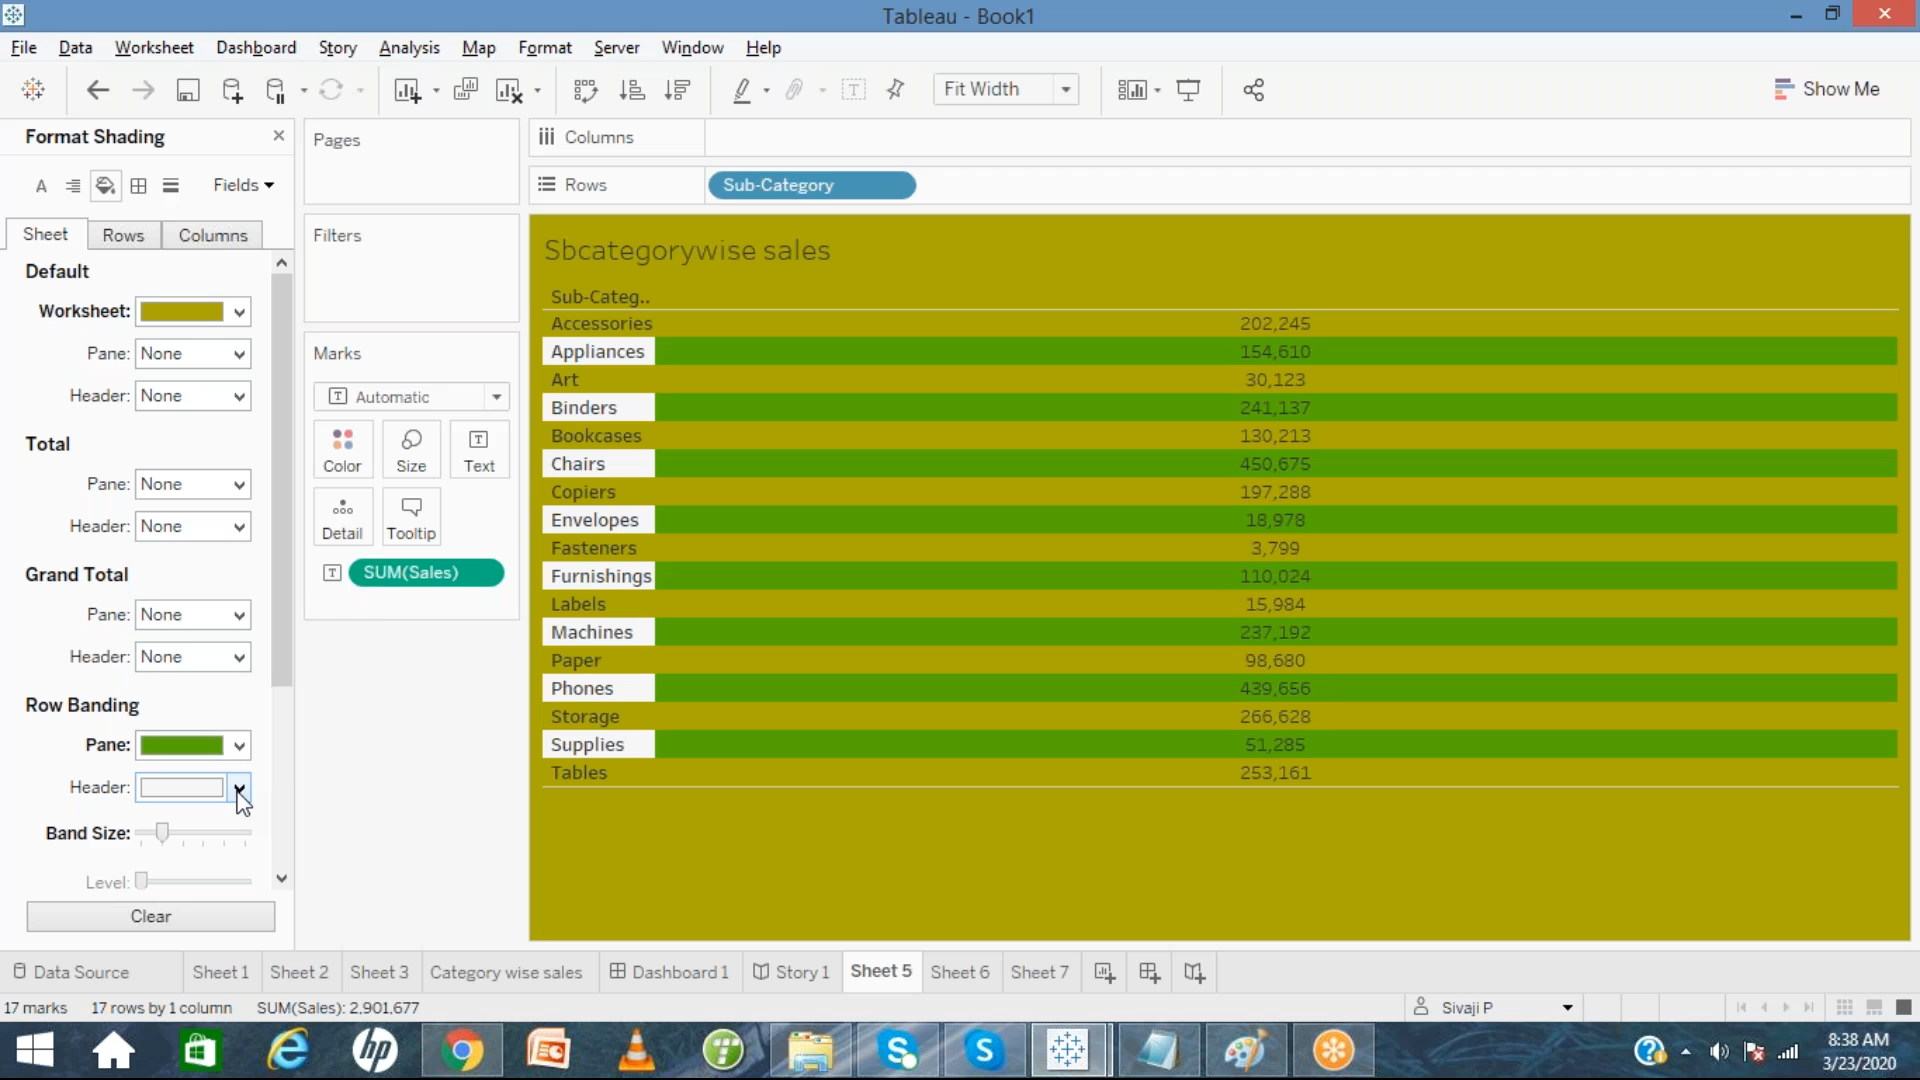 Tableau - Book1
File Data Worksheet Dashboard Story Analysis Map Format Server Window Help
Fit Width
Show Me
Format Shading
Fields
Sheet Rows Columns
Default
Worksheet:
Pane: None
Header: None
Total
Pane: None
Header: None
Grand Total
Pane: None
Header: None
Row Banding
Pane:
Header:
Band Size:
Level:
Clear
Pages
Filters
Marks
Automatic
Color Size Text
Detail Tooltip
SUM(Sales)
Columns
Rows Sub-Category
Sbcategorywise sales
Sub-Categ..
Accessories 202,245
Appliances 154,610
Art 30,123
Binders 241,137
Bookcases 130,213
Chairs 450,675
Copiers 197,288
Envelopes 18,978
Fasteners 3,799
Furnishings 110,024
Labels 15,984
Machines 237,192
Paper 98,680
Phones 439,656
Storage 266,628
Supplies 51,285
Tables 253,161
Data Source Sheet 1 Sheet 2 Sheet 3 Category wise sales Dashboard 1 Story 1 Sheet 5 Sheet 6 Sheet 7
17 marks 17 rows by 1 column SUM(Sales): 2,901,677 Sivaji P
8:38 AM
3/23/2020